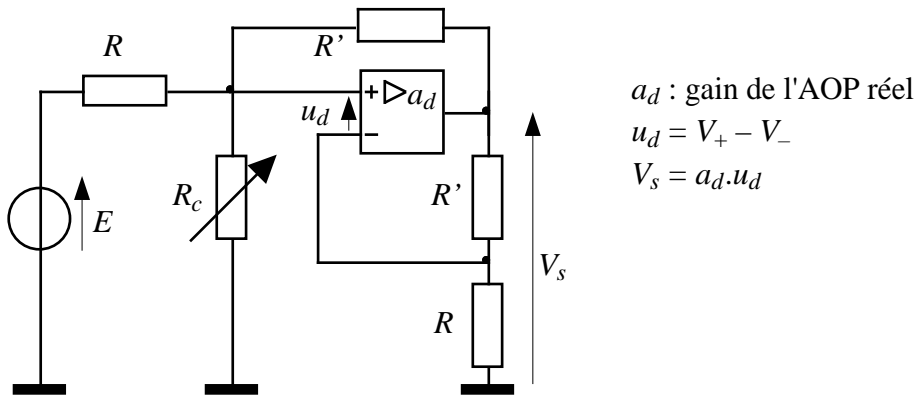 R’
R
+
a_d
u_d
−
R_c
R’
E
V_s
R
a_d : gain de l'AOP réel
u_d = V_+ − V_−
V_s = a_d.u_d